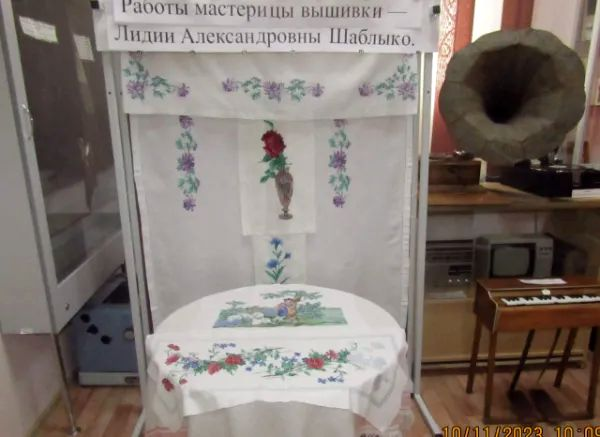 Работы мастерицы вышивки —
Лидии Александровны Шаблыко.
10/11/2023 10:09